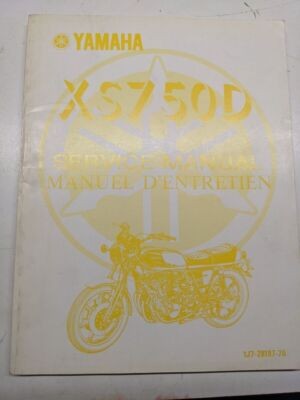 YAMAHA
XS750D
SERVICE MANUAL
MANUEL D'ENTRETIEN
1J7-28197-70